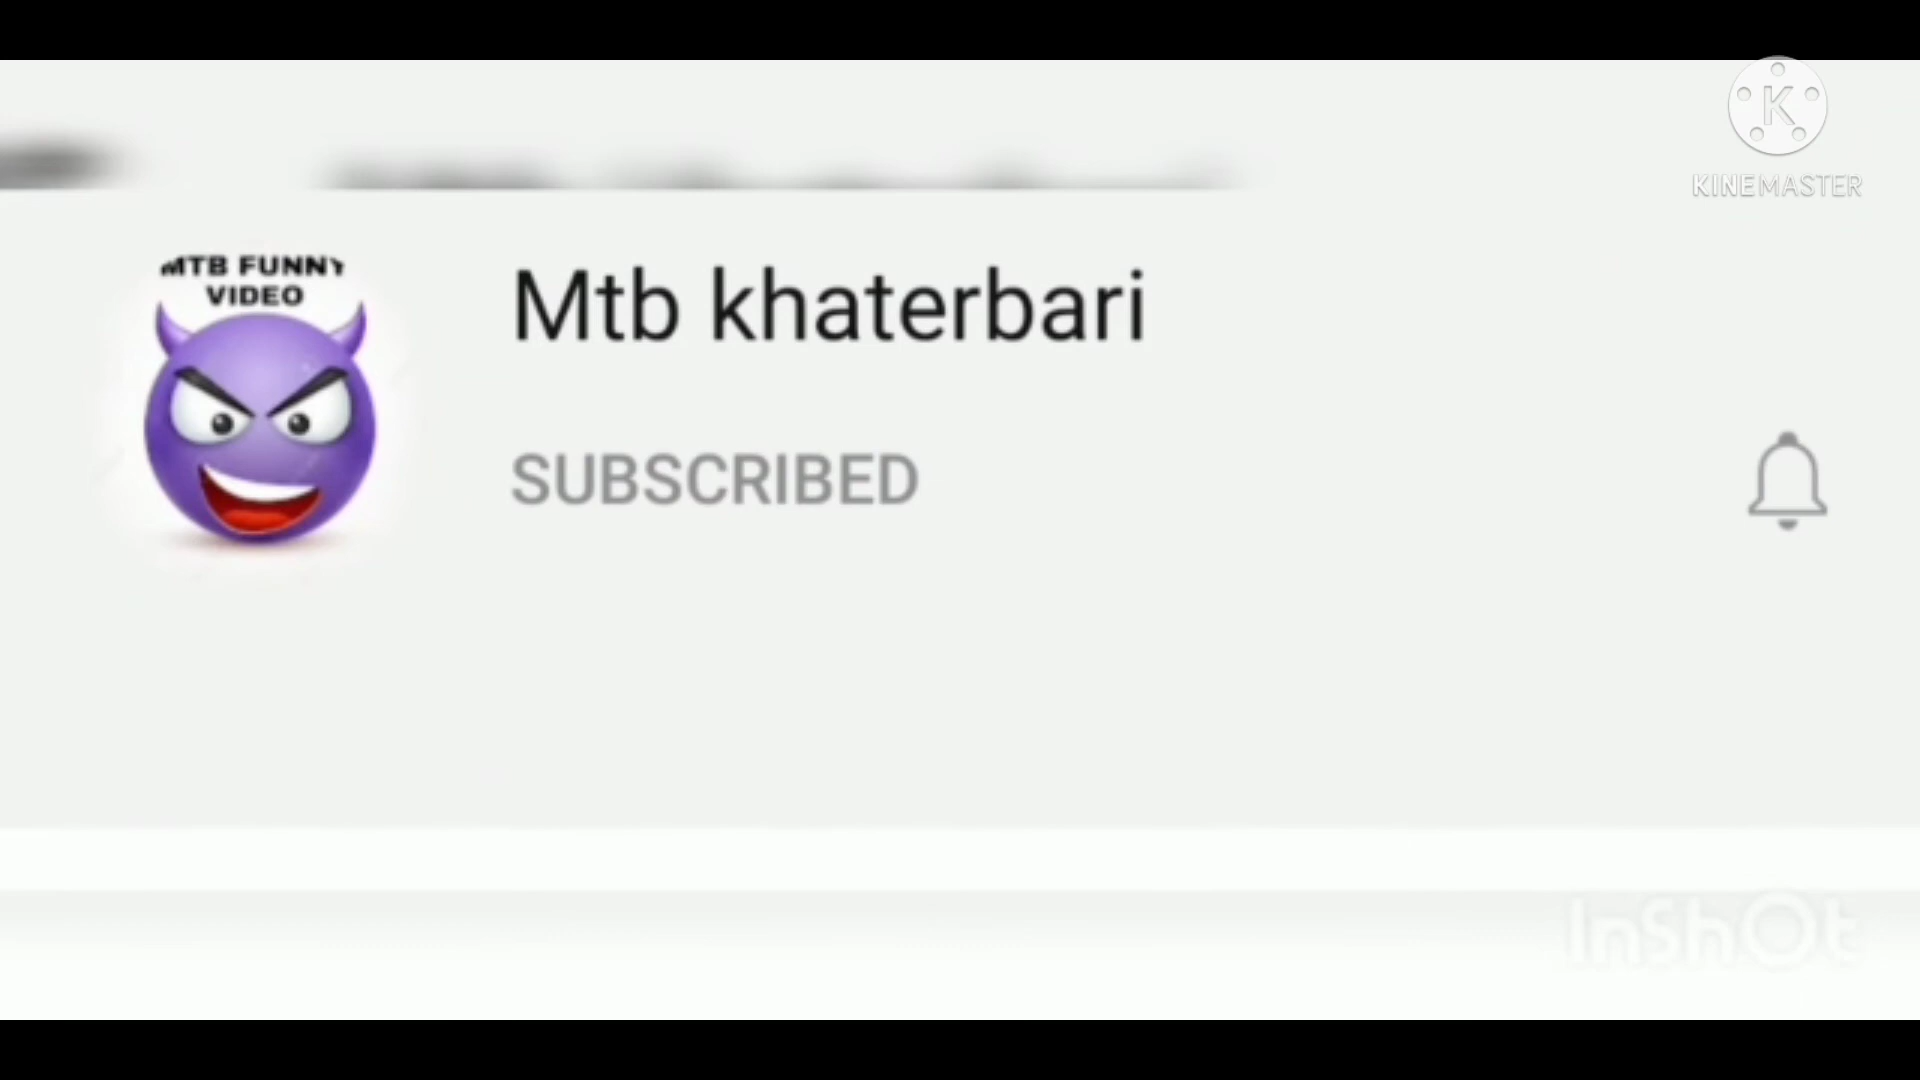 K
KINEMASTER
MTB FUNNY
VIDEO
Mtb khaterbari
SUBSCRIBED
InShOt